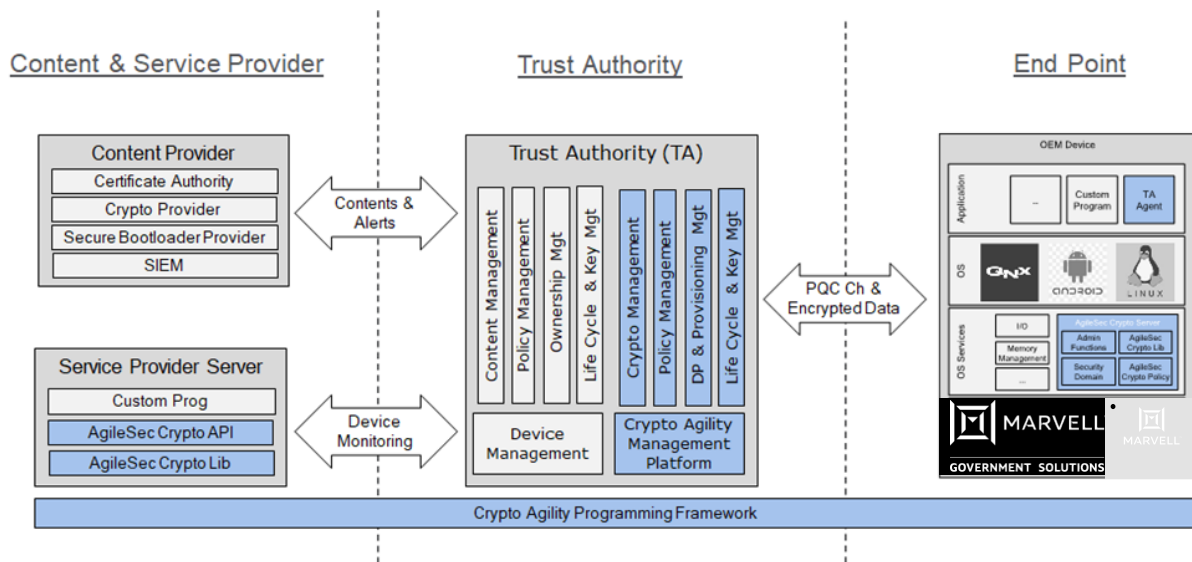 Content & Service Provider
Trust Authority
End Point
Content Provider
Certificate Authority
Crypto Provider
Secure Bootloader Provider
SIEM
Service Provider Server
Custom Prog
AgileSec Crypto API
AgileSec Crypto Lib
Contents &
Alerts
Device
Monitoring
Trust Authority (TA)
Content Management
Policy Management
Ownership Mgt
Life Cycle & Key Mgt
Crypto Management
Policy Management
DP & Provisioning Mgt
Life Cycle & Key Mgt
Device
Management
Crypto Agility
Management
Platform
PQC Ch &
Encrypted Data
OEM Device
Application
...
Custom
Program
TA
Agent
OS
QNX
ANDROID
LINUX
OS Services
I/O
Memory
Management
...
AgileSec Crypto Server
Admin
Functions
AgileSec
Crypto Lib
Security
Domain
AgileSec
Crypto Policy
MARVELL
GOVERNMENT SOLUTIONS
MARVELL
Crypto Agility Programming Framework